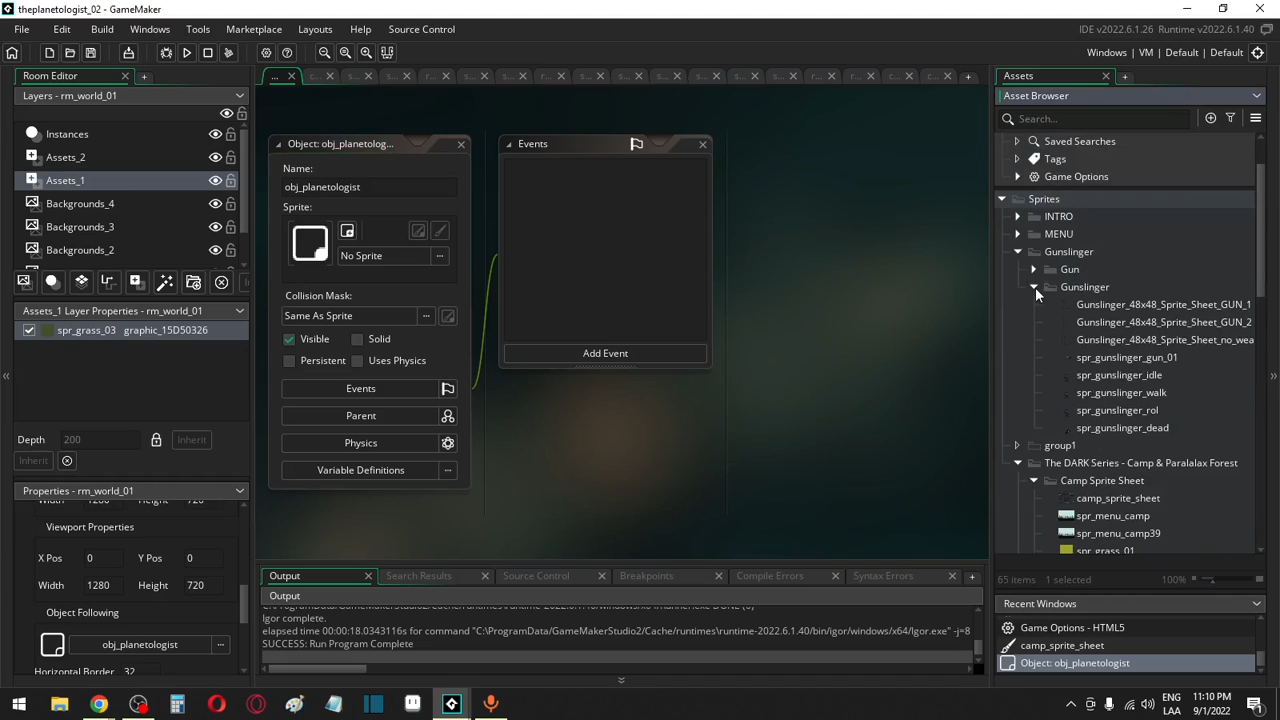 theplanetologist_02 - GameMaker
File Edit Build Windows Tools Marketplace Layouts Help Source Control
IDE v2022.6.1.26 Runtime v2022.6.1.40
Windows | VM | Default | Default
Room Editor
Layers - rm_world_01
Instances
Assets_2
Assets_1
Backgrounds_4
Backgrounds_3
Backgrounds_2
Assets_1 Layer Properties - rm_world_01
spr_grass_03 graphic_15D50326
Depth 200 Inherit
Inherit
Properties - rm_world_01
Width 1280 Height 720
Viewport Properties
X Pos 0 Y Pos 0
Width 1280 Height 720
Object Following
obj_planetologist ...
Horizontal Border 32
... c... s... s... r... s... s... r... s... s... s... s... s... r... r... c... c...
Object: obj_planetolog...
Name:
obj_planetologist
Sprite:
No Sprite ...
Collision Mask:
Same As Sprite ...
Visible Solid
Persistent Uses Physics
Events
Parent
Physics
Variable Definitions ...
Events
Add Event
Output Search Results Source Control Breakpoints Compile Errors Syntax Errors
Output
Igor complete.
elapsed time 00:00:18.0343116s for command "C:\ProgramData/GameMakerStudio2/Cache/runtimes\runtime-2022.6.1.40/bin/igor/windows/x64/Igor.exe" -j=8
SUCCESS: Run Program Complete
Assets
Asset Browser
Search...
Saved Searches
Tags
Game Options
Sprites
INTRO
MENU
Gunslinger
Gun
Gunslinger
Gunslinger_48x48_Sprite_Sheet_GUN_1
Gunslinger_48x48_Sprite_Sheet_GUN_2
Gunslinger_48x48_Sprite_Sheet_no_wea
spr_gunslinger_gun_01
spr_gunslinger_idle
spr_gunslinger_walk
spr_gunslinger_rol
spr_gunslinger_dead
group1
The DARK Series - Camp & Paralalax Forest
Camp Sprite Sheet
camp_sprite_sheet
spr_menu_camp
spr_menu_camp39
spr_grass_01
65 items 1 selected 100%
Recent Windows
Game Options - HTML5
camp_sprite_sheet
Object: obj_planetologist
ENG
LAA
11:10 PM
9/1/2022